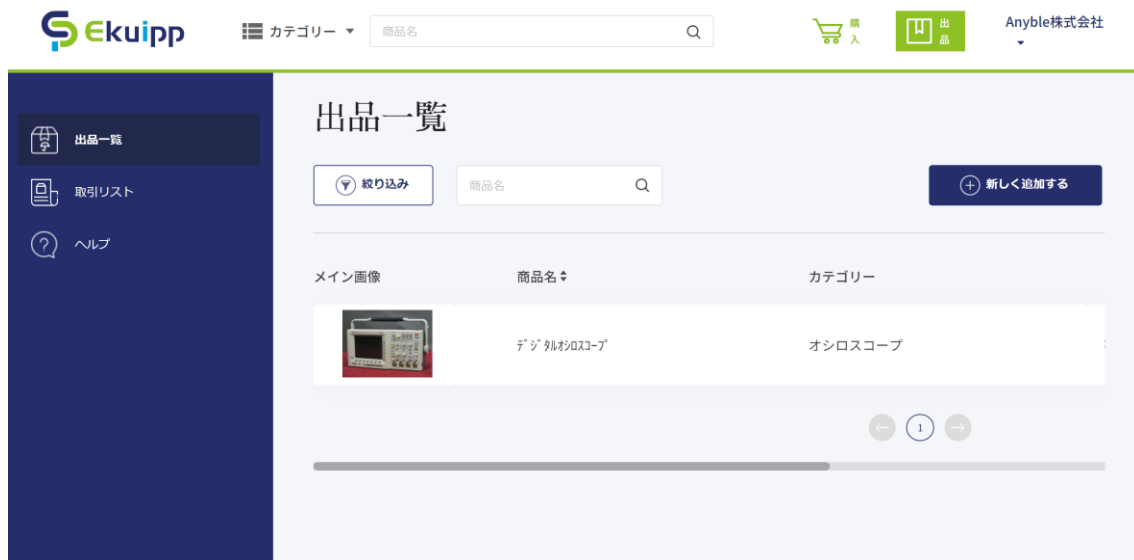 Ekuipp
カテゴリー
商品名
購入
出品
Anyble株式会社
出品一覧
取引リスト
ヘルプ
出品一覧
絞り込み
商品名
新しく追加する
メイン画像
商品名
カテゴリー
ﾃﾞｼﾞﾀﾙｵｼﾛｽｺｰﾌﾟ
オシロスコープ
1